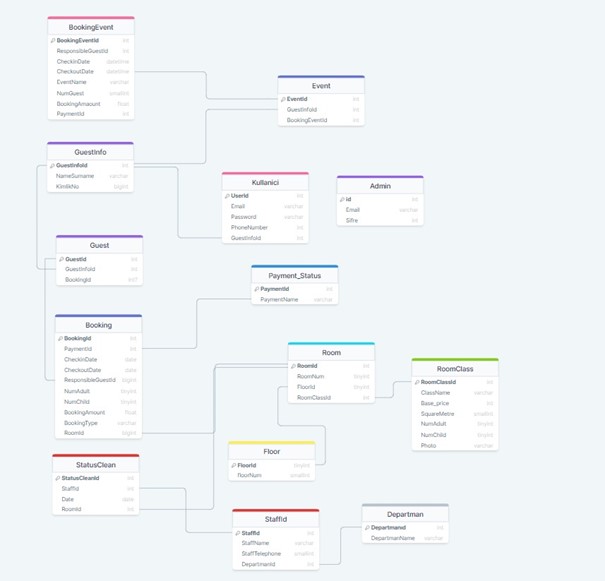 BookingEvent
BookingEventId int
ResponsibleGuestId int
CheckinDate datetime
CheckoutDate datetime
EventName varchar
NumGuest smallint
BookingAmaount float
PaymentId int
Event
EventId int
GuestInfoId int
BookingEventId int
GuestInfo
GuestInfoId int
NameSurname varchar
KimlikNo bigint
Kullanici
UserId int
Email varchar
Password varchar
PhoneNumber int
GuestInfoId int
Admin
id int
Email varchar
Sifre int
Guest
GuestId int
GuestInfoId int
BookingId int?
Payment_Status
PaymentId int
PaymentName varchar
Booking
BookingId int
PaymentId int
CheckinDate date
CheckoutDate date
ResponsibleGuestId bigint
NumAdult tinyint
NumChild tinyint
BookingAmount float
BookingType varchar
RoomId bigint
Room
RoomId int
RoomNum tinyint
FloorId tinyint
RoomClassId int
RoomClass
RoomClassId int
ClassName varchar
Base_price int
SquareMetre smallint
NumAdult tinyint
NumChild tinyint
Photo varchar
Floor
FloorId tinyint
FloorNum smallint
StatusClean
StatusCleanId int
StaffId int
Date date
RoomId int
StaffId
StaffId int
StaffName varchar
StaffTelephone smallint
DepartmanId int
Departman
DepartmanId int
DepartmanName varchar